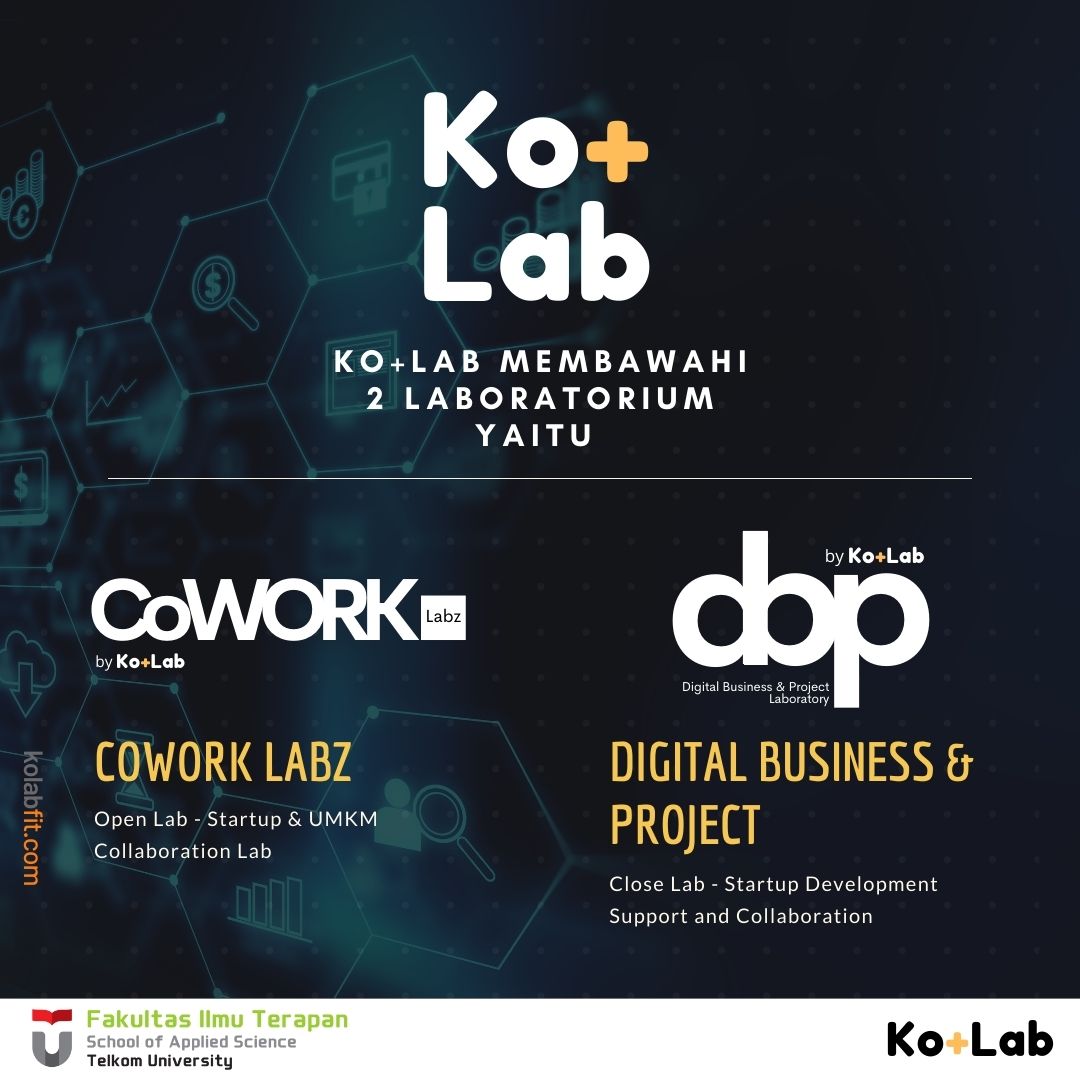 Ko+
Lab
KO+LAB MEMBAWAHI
2 LABORATORIUM
YAITU
CoWORK Labz
by Ko+Lab
by Ko+Lab
dbp
Digital Business & Project
Laboratory
COWORK LABZ
Open Lab - Startup & UMKM
Collaboration Lab
DIGITAL BUSINESS &
PROJECT
Close Lab - Startup Development
Support and Collaboration
kolabfit.com
Fakultas Ilmu Terapan
School of Applied Science
Telkom University
Ko+Lab